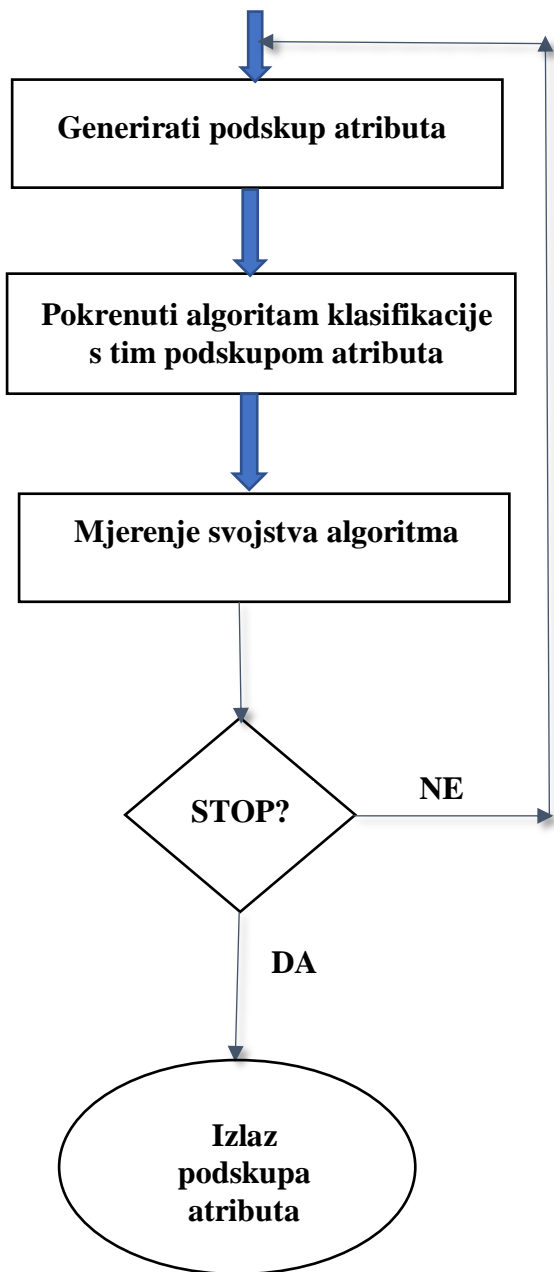 Generirati podskup atributa
Pokrenuti algoritam klasifikacije
s tim podskupom atributa
Mjerenje svojstva algoritma
STOP?
NE
DA
Izlaz
podskupa
atributa